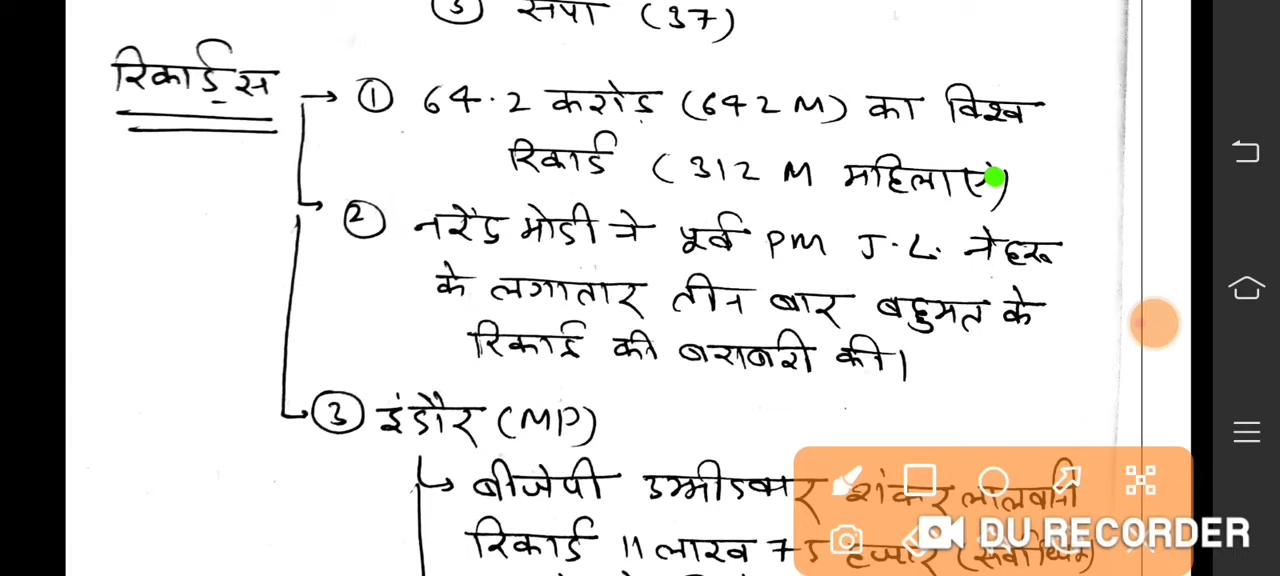 ③ सपा (37)
रिकार्ड्स → ① 64.2 करोड़ (642 M) का विश्व
रिकार्ड (312 M महिलाएं)
② नरेंद्र मोदी ने पूर्व PM J.L. नेहरू
के लगातार तीन बार बहुमत के
रिकार्ड की बराबरी की।
③ इंदौर (MP)
बीजेपी उम्मीदवार शंकर लालवानी
रिकार्ड 11 लाख 75 हजार (सर्वाधिक)
DU RECORDER